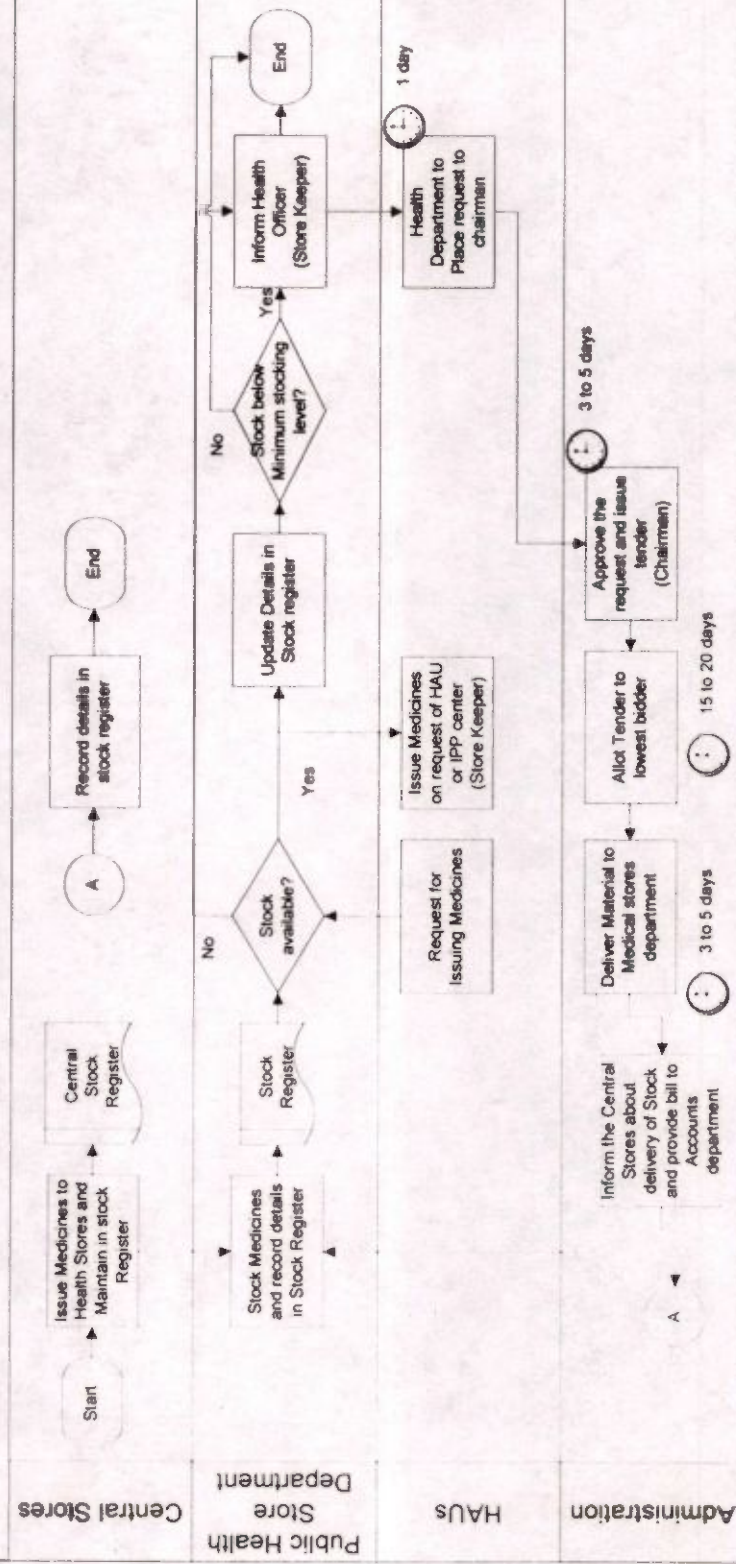 Central Stores
Start
Issue Medicines to
Health Stores and
Maintain in stock
Register
Central
Stock
Register
A
Record details in
stock register
End
Public Health
Store
Department
Stock Medicines
and record details
in Stock Register
Stock
Register
Stock
available?
No
Yes
Update Details in
Stock register
Stock below
Minimum stocking
level?
No
Yes
Inform Health
Officer
(Store Keeper)
End
HAUs
Request for
Issuing Medicines
Issue Medicines
on request of HAU
or IPP center
(Store Keeper)
Health
Department to
Place request to
chairman
1 day
Administration
A
Inform the Central
Stores about
delivery of Stock
and provide bill to
Accounts
department
3 to 5 days
Deliver Material to
Medical stores
department
15 to 20 days
Allot Tender to
lowest bidder
Approve the
request and issue
tender
(Chairman)
3 to 5 days